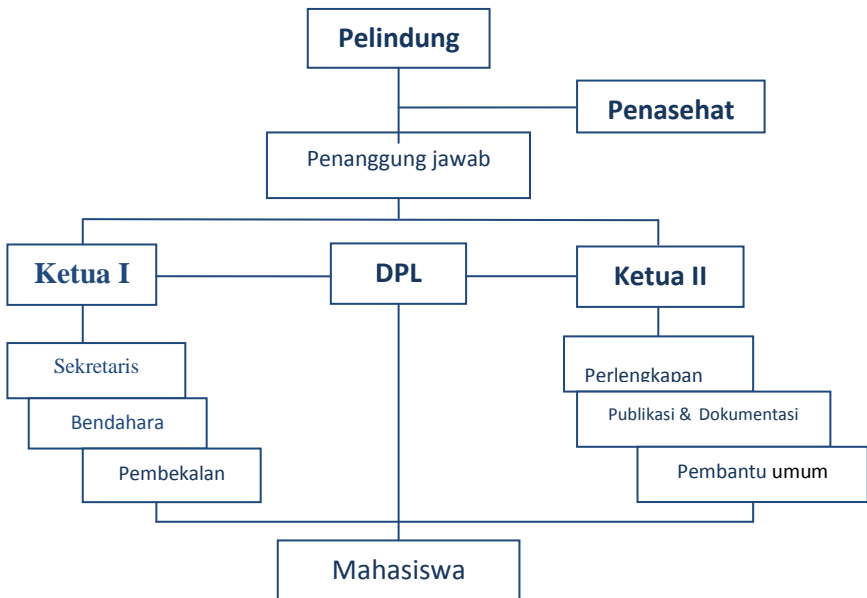 Pelindung
Penasehat
Penanggung jawab
Ketua I
DPL
Ketua II
Sekretaris
Bendahara
Pembekalan
Perlengkapan
Publikasi & Dokumentasi
Pembantu umum
Mahasiswa